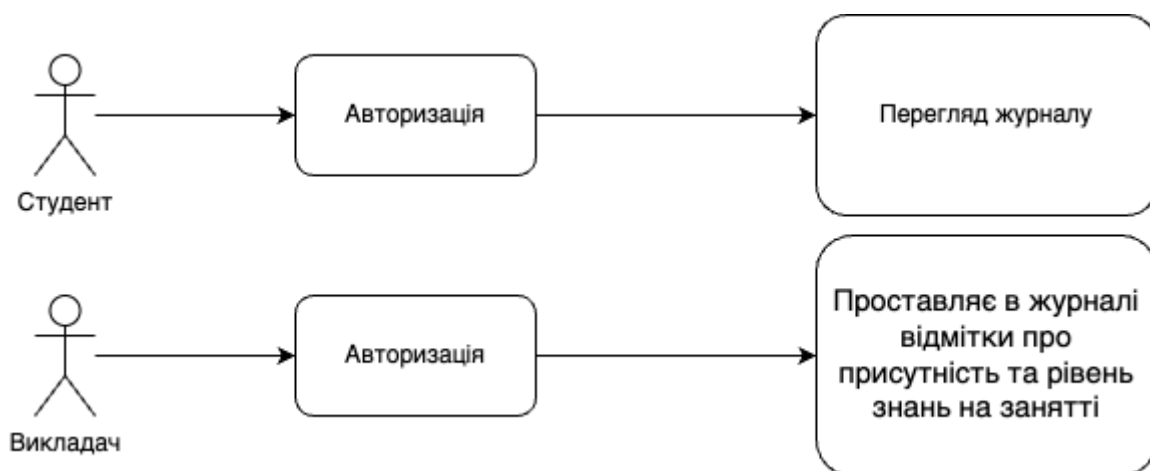 Авторизація
Перегляд журналу
Студент
Авторизація
Проставляє в журналі
відмітки про
присутність та рівень
знань на занятті
Викладач